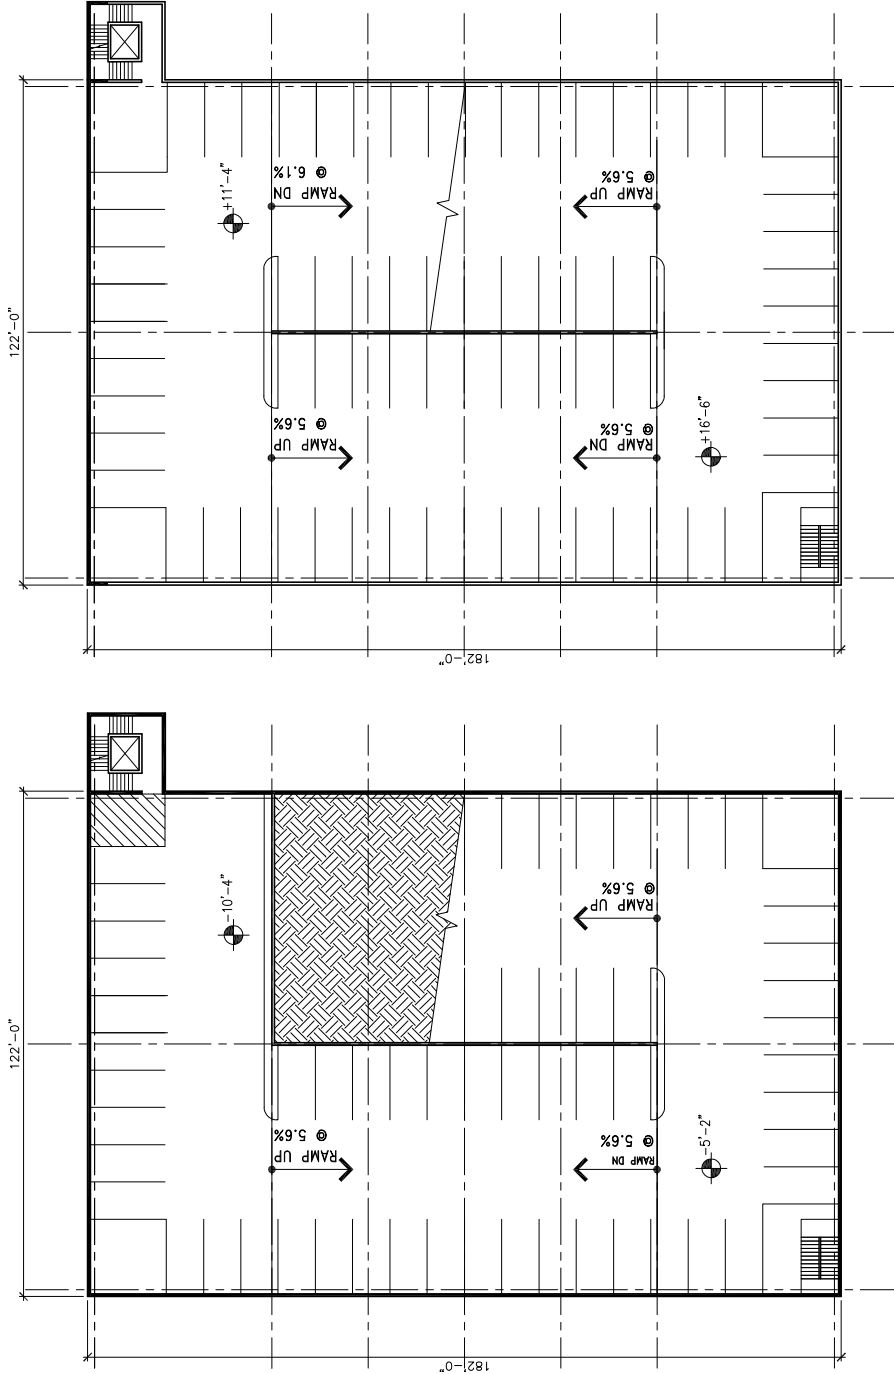 +11'-4"
RAMP DN
@ 6.1%
RAMP UP
@ 5.6%
122'-0"
RAMP UP
@ 5.6%
RAMP DN
@ 5.6%
+16'-6"
182'-0"
-10'-4"
RAMP UP
@ 5.6%
122'-0"
RAMP UP
@ 5.6%
RAMP DN
@ 5.6%
-5'-2"
182'-0"